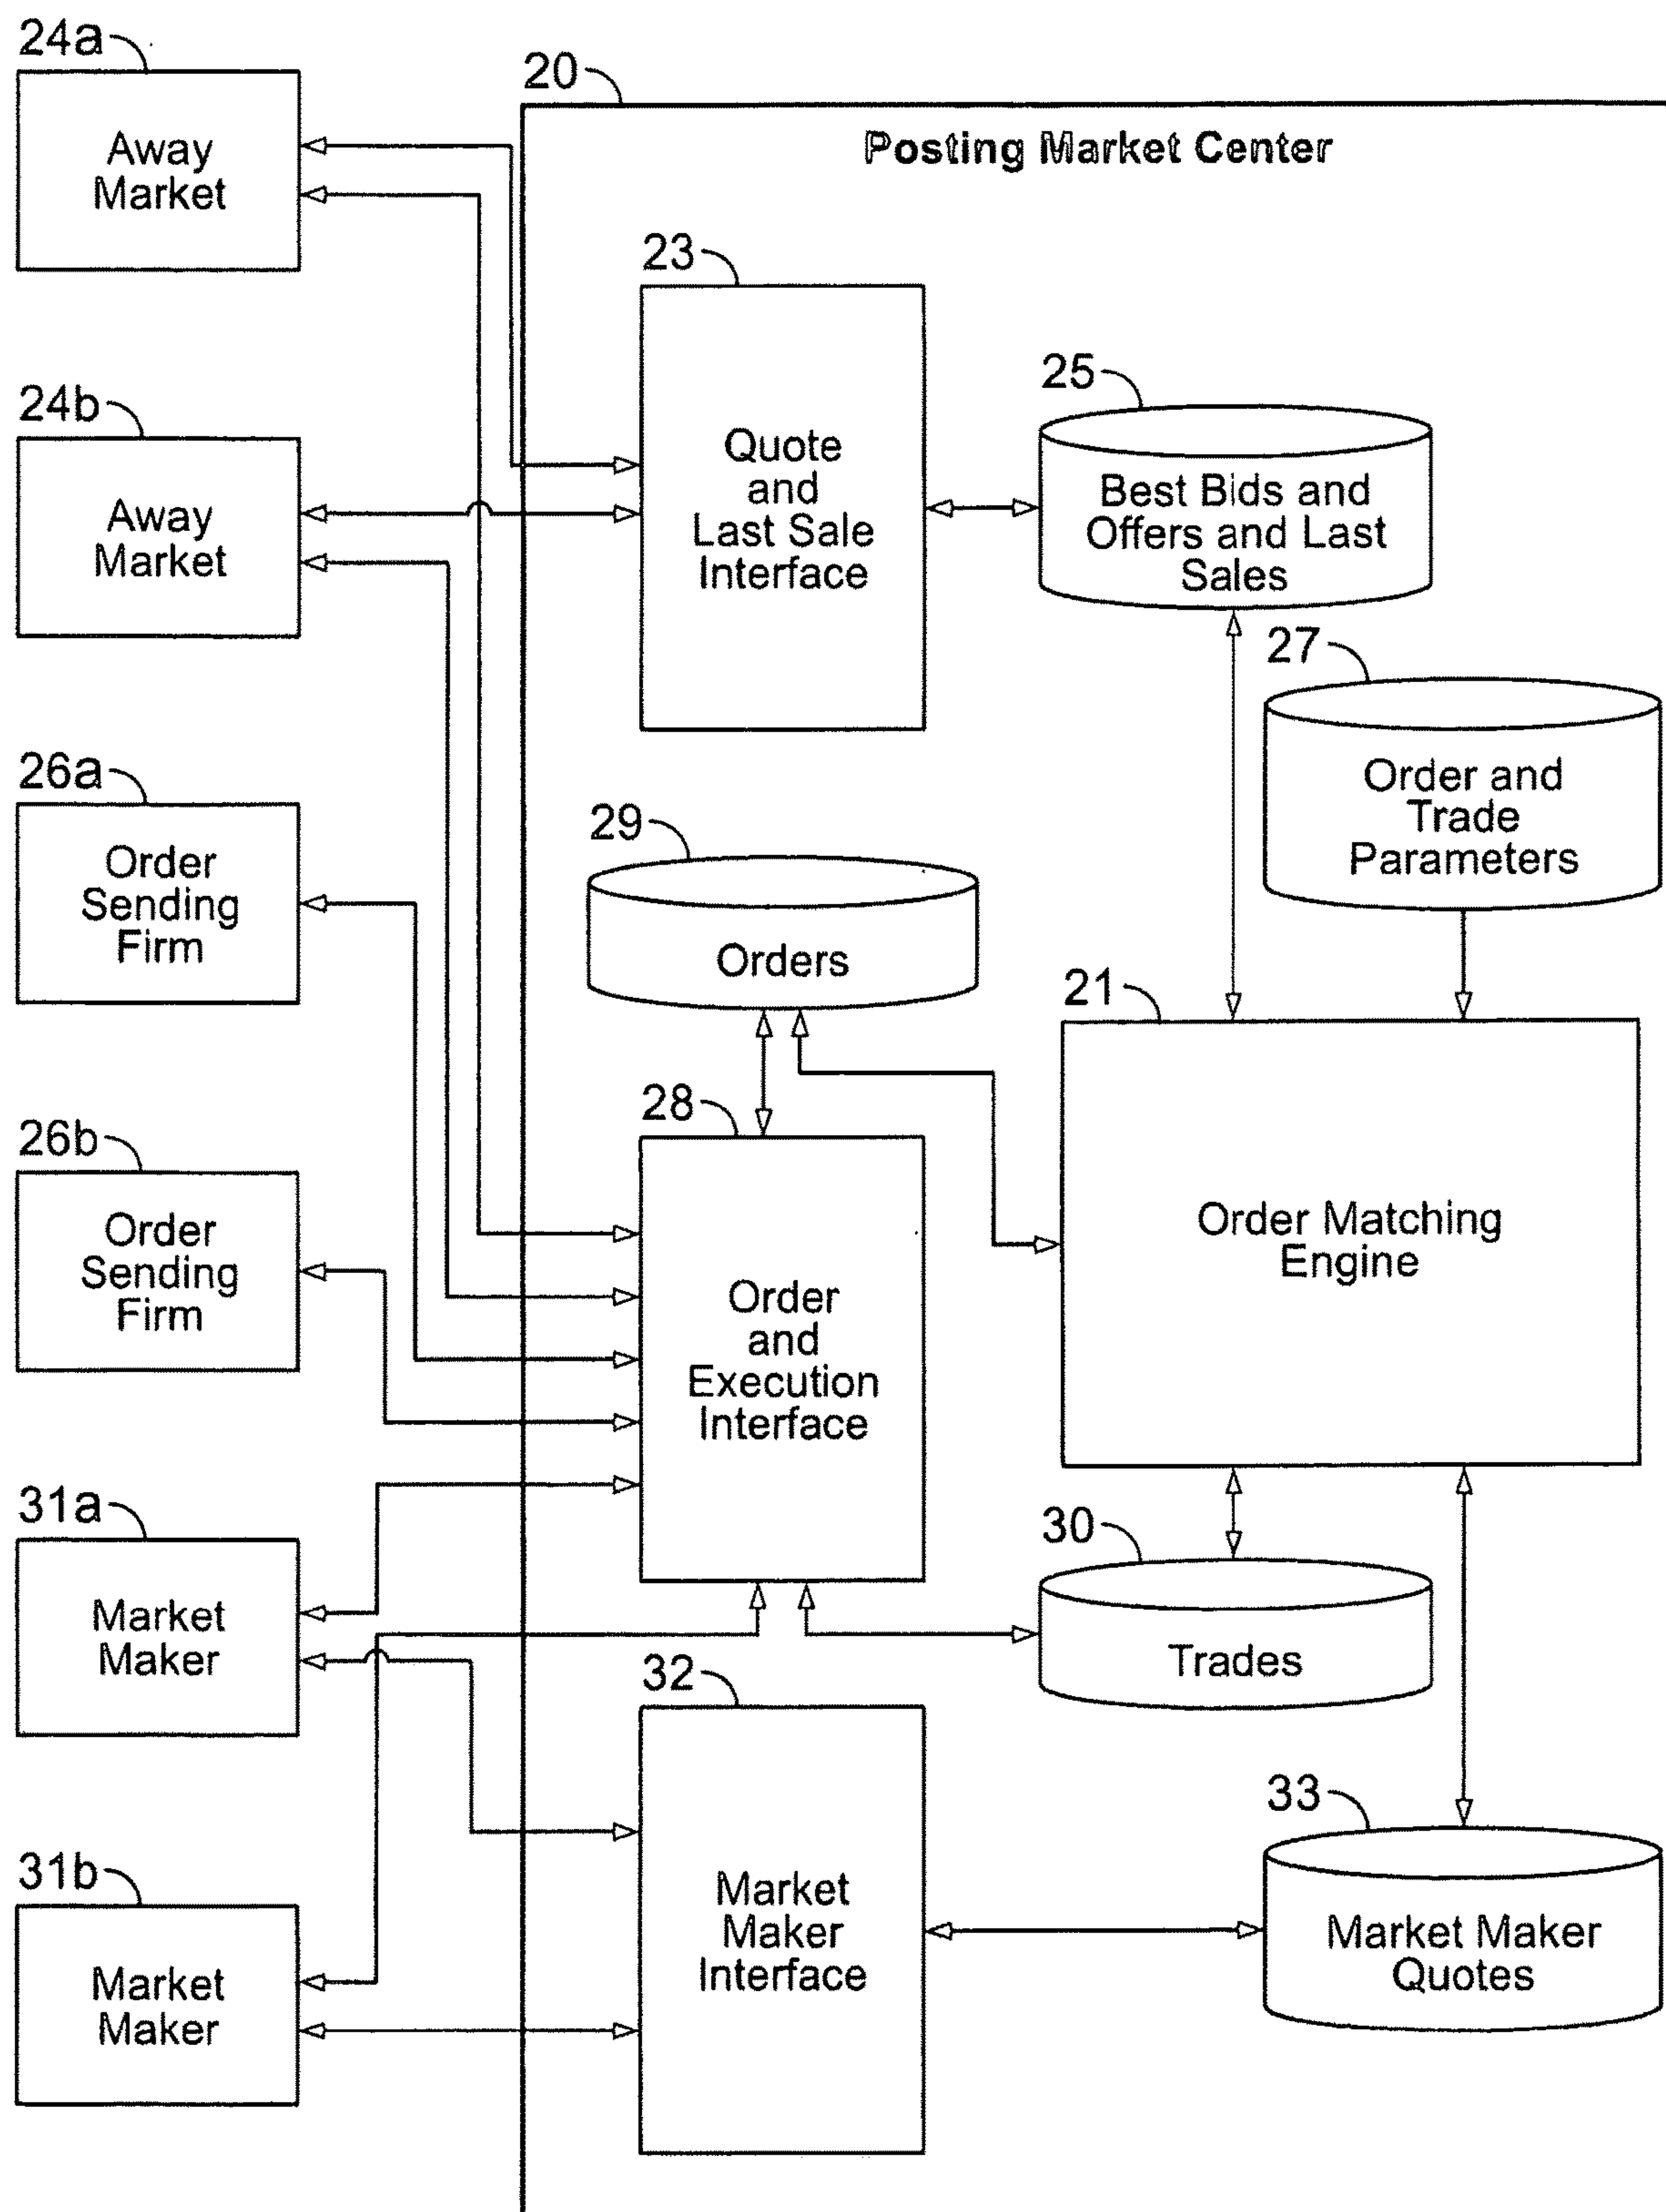 24a
Away
Market
20
Posting Market Center
23
Quote
and
Last Sale
Interface
24b
Away
Market
25
Best Bids and
Offers and Last
Sales
27
Order and
Trade
Parameters
26a
Order
Sending
Firm
29
Orders
21
Order Matching
Engine
26b
Order
Sending
Firm
28
Order
and
Execution
Interface
31a
Market
Maker
30
Trades
32
Market
Maker
Interface
33
Market Maker
Quotes
31b
Market
Maker